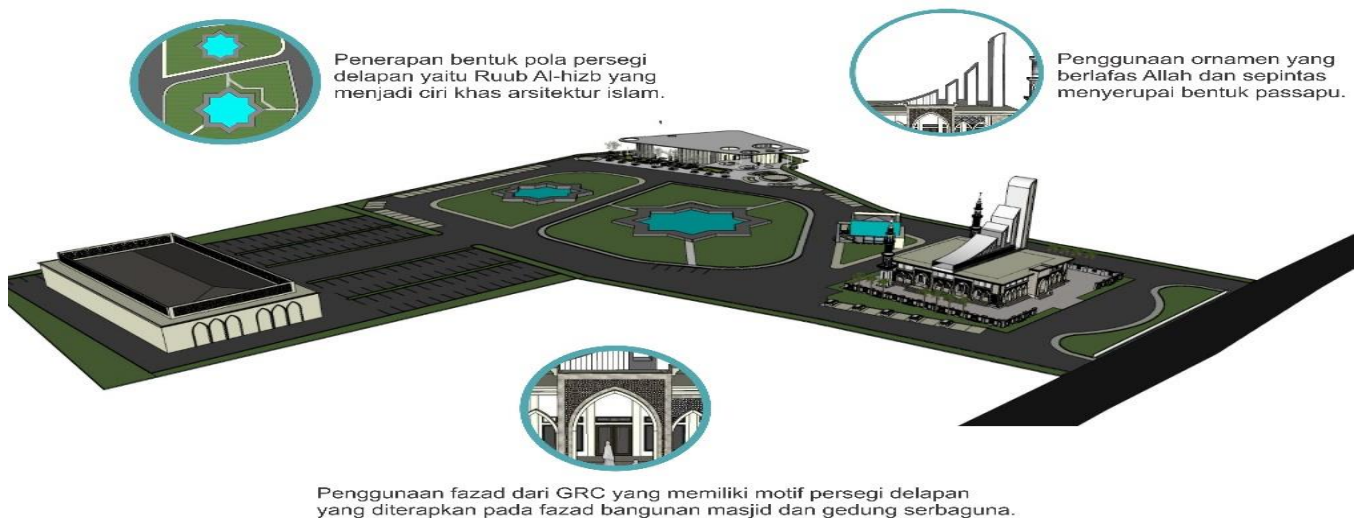 Penerapan bentuk pola persegi
delapan yaitu Ruub Al-hizb yang
menjadi ciri khas arsitektur islam.
Penggunaan ornamen yang
berlafas Allah dan sepintas
menyerupai bentuk passapu.
Penggunaan fazad dari GRC yang memiliki motif persegi delapan
yang diterapkan pada fazad bangunan masjid dan gedung serbaguna.